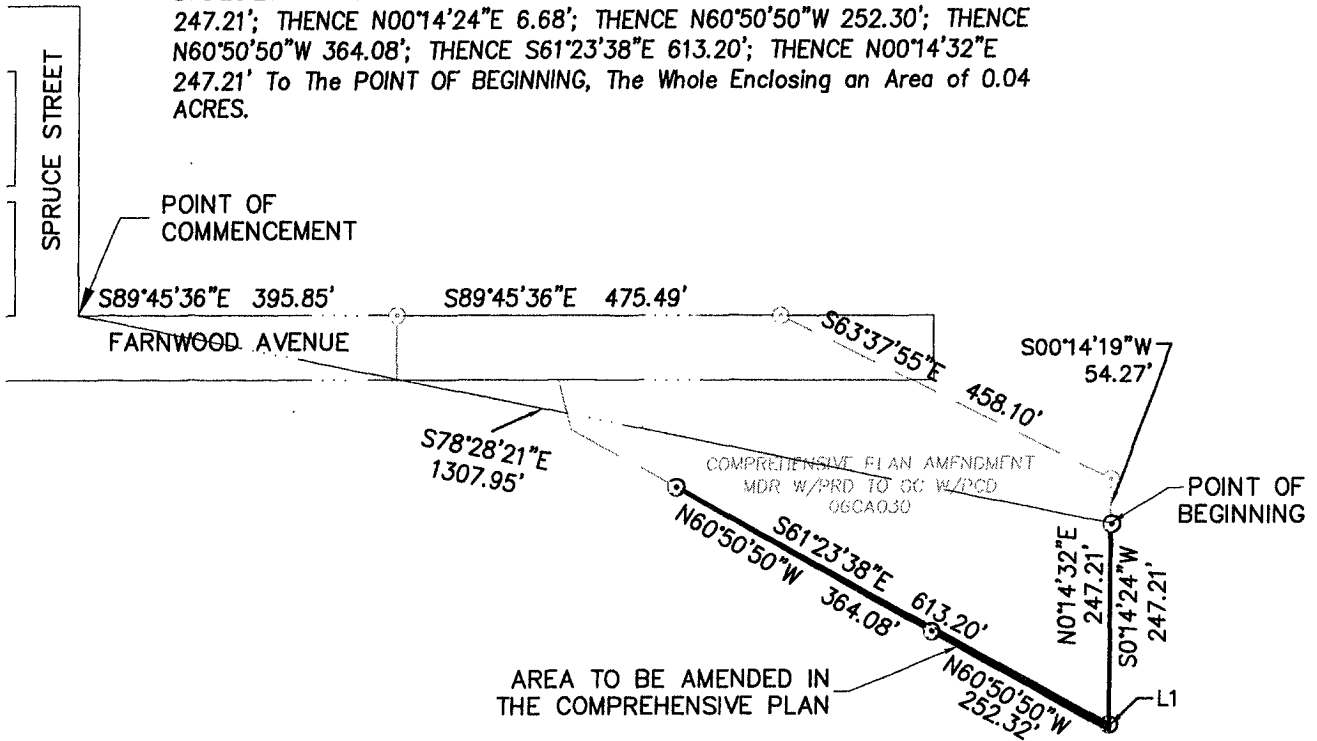 247.21'; THENCE N00°14'24"E 6.68'; THENCE N60°50'50"W 252.30'; THENCE
N60°50'50"W 364.08'; THENCE S61°23'38"E 613.20'; THENCE N00°14'32"E
247.21' To The POINT OF BEGINNING, The Whole Enclosing an Area of 0.04
ACRES.
SPRUCE STREET
POINT OF
COMMENCEMENT
S89°45'36"E 395.85'
S89°45'36"E 475.49'
FARNWOOD AVENUE
S63°37'55"E 458.10'
S00°14'19"W
54.27'
S78°28'21"E
1307.95'
COMPREHENSIVE PLAN AMENDMENT
MDR W/PRD TO OC W/PCD
06CA030
POINT OF
BEGINNING
N60°50'50"W 364.08'
S61°23'38"E 613.20'
N0°14'32"E
247.21'
S0°14'24"W
247.21'
AREA TO BE AMENDED IN
THE COMPREHENSIVE PLAN
N60°50'50"W
252.32'
L1